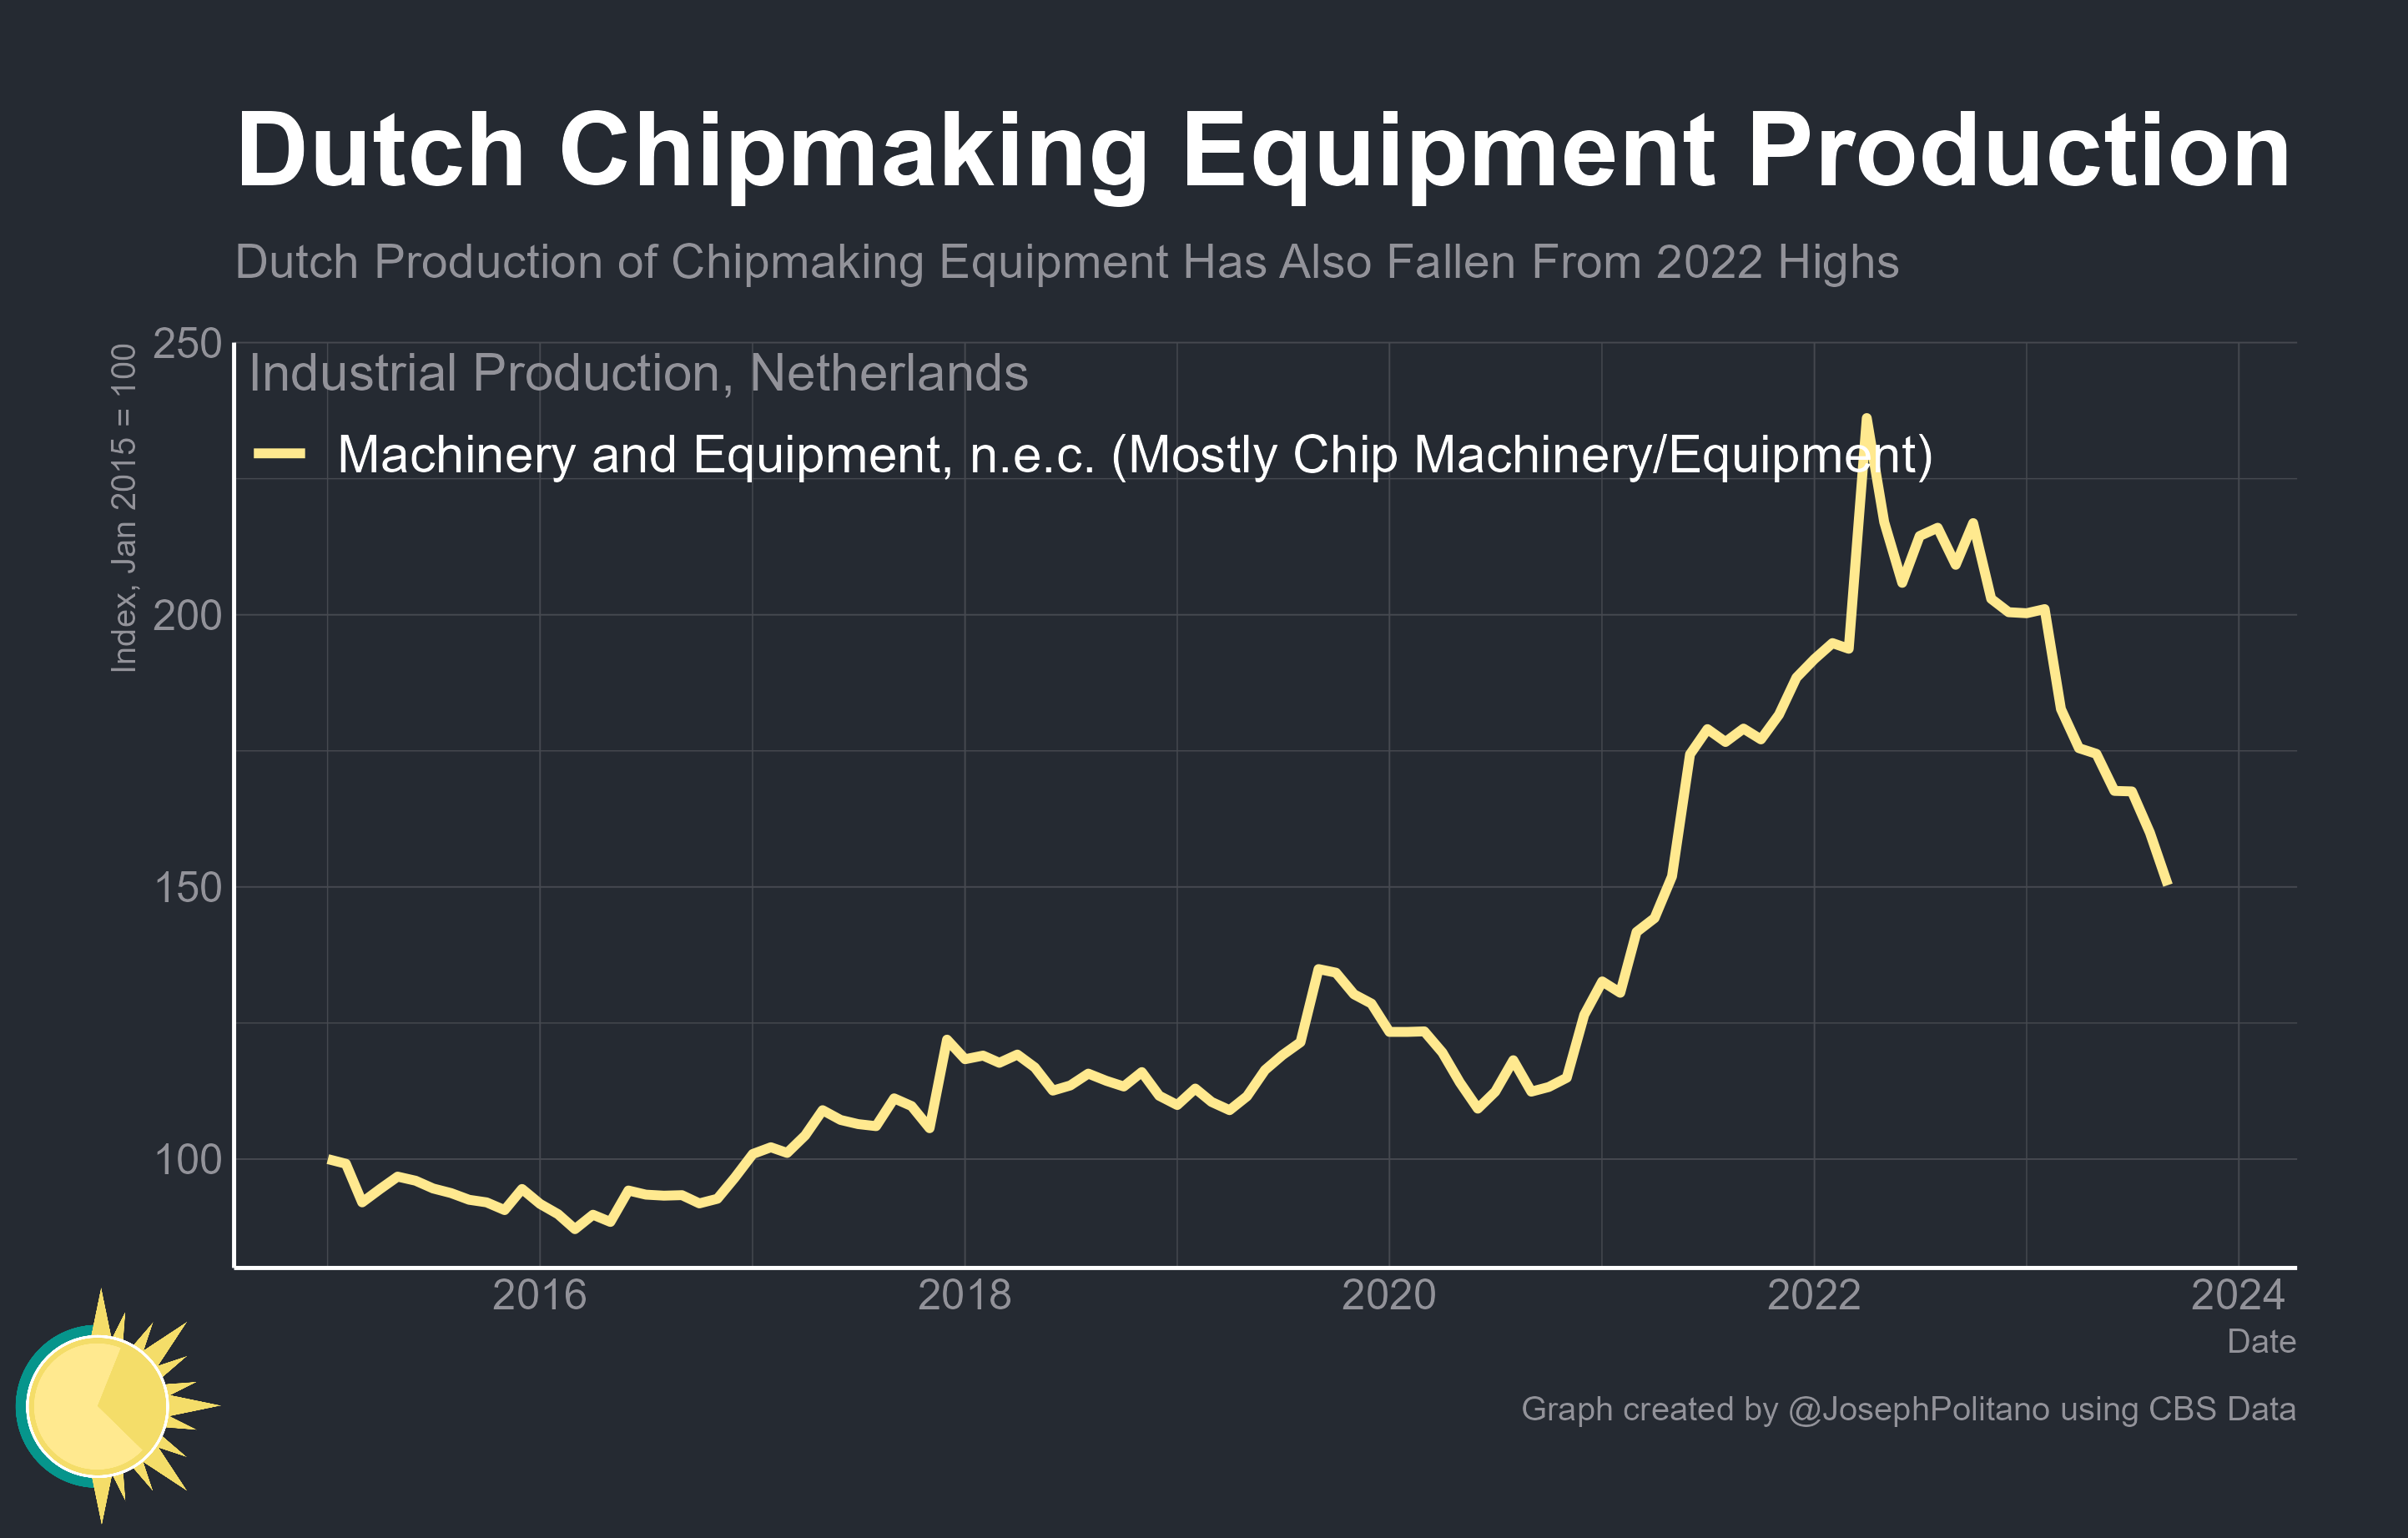 Dutch Chipmaking Equipment Production
Dutch Production of Chipmaking Equipment Has Also Fallen From 2022 Highs
Index, Jan 2015 = 100
250
200
150
100
Industrial Production, Netherlands
Machinery and Equipment, n.e.c. (Mostly Chip Machinery/Equipment)
2016 2018 2020 2022 2024
Date
Graph created by @JosephPolitano using CBS Data